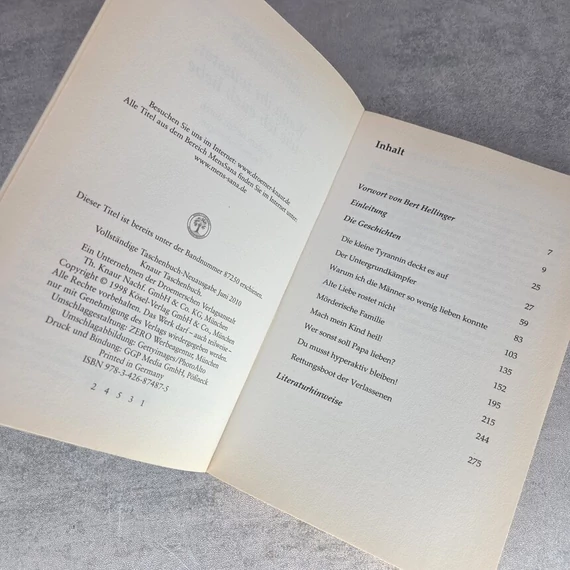 Besuchen Sie uns im Internet: www.droemer-knaur.de
Alle Titel aus dem Bereich MensSana finden Sie im Internet unter:
www.mens-sana.de
Dieser Titel ist bereits unter der Bandnummer 87250 erschienen.
Vollständige Taschenbuch-Neuausgabe Juni 2010
Knaur Taschenbuch.
Ein Unternehmen der Droemerschen Verlagsanstalt
Th. Knaur Nachf. GmbH & Co. KG, München
Copyright © 1998 Kösel-Verlag GmbH & Co., München
Alle Rechte vorbehalten. Das Werk darf – auch teilweise –
nur mit Genehmigung des Verlags wiedergegeben werden.
Umschlaggestaltung: ZERO Werbeagentur, München
Umschlagabbildung: Gettyimages/PhotoAlto
Druck und Bindung: GGP Media GmbH, Pößneck
Printed in Germany
ISBN 978-3-426-87487-5
2 4 5 3 1
Inhalt
Vorwort von Bert Hellinger 7
Einleitung 9
Die Geschichten 25
Die kleine Tyrannin deckt es auf 27
Der Untergrundkämpfer 59
Warum ich die Männer so wenig lieben konnte 83
Alte Liebe rostet nicht 103
Mörderische Familie 135
Mach mein Kind heil! 152
Wer sonst soll Papa lieben? 195
Du musst hyperaktiv bleiben! 215
Rettungsboot der Verlassenen 244
Literaturhinweise 275